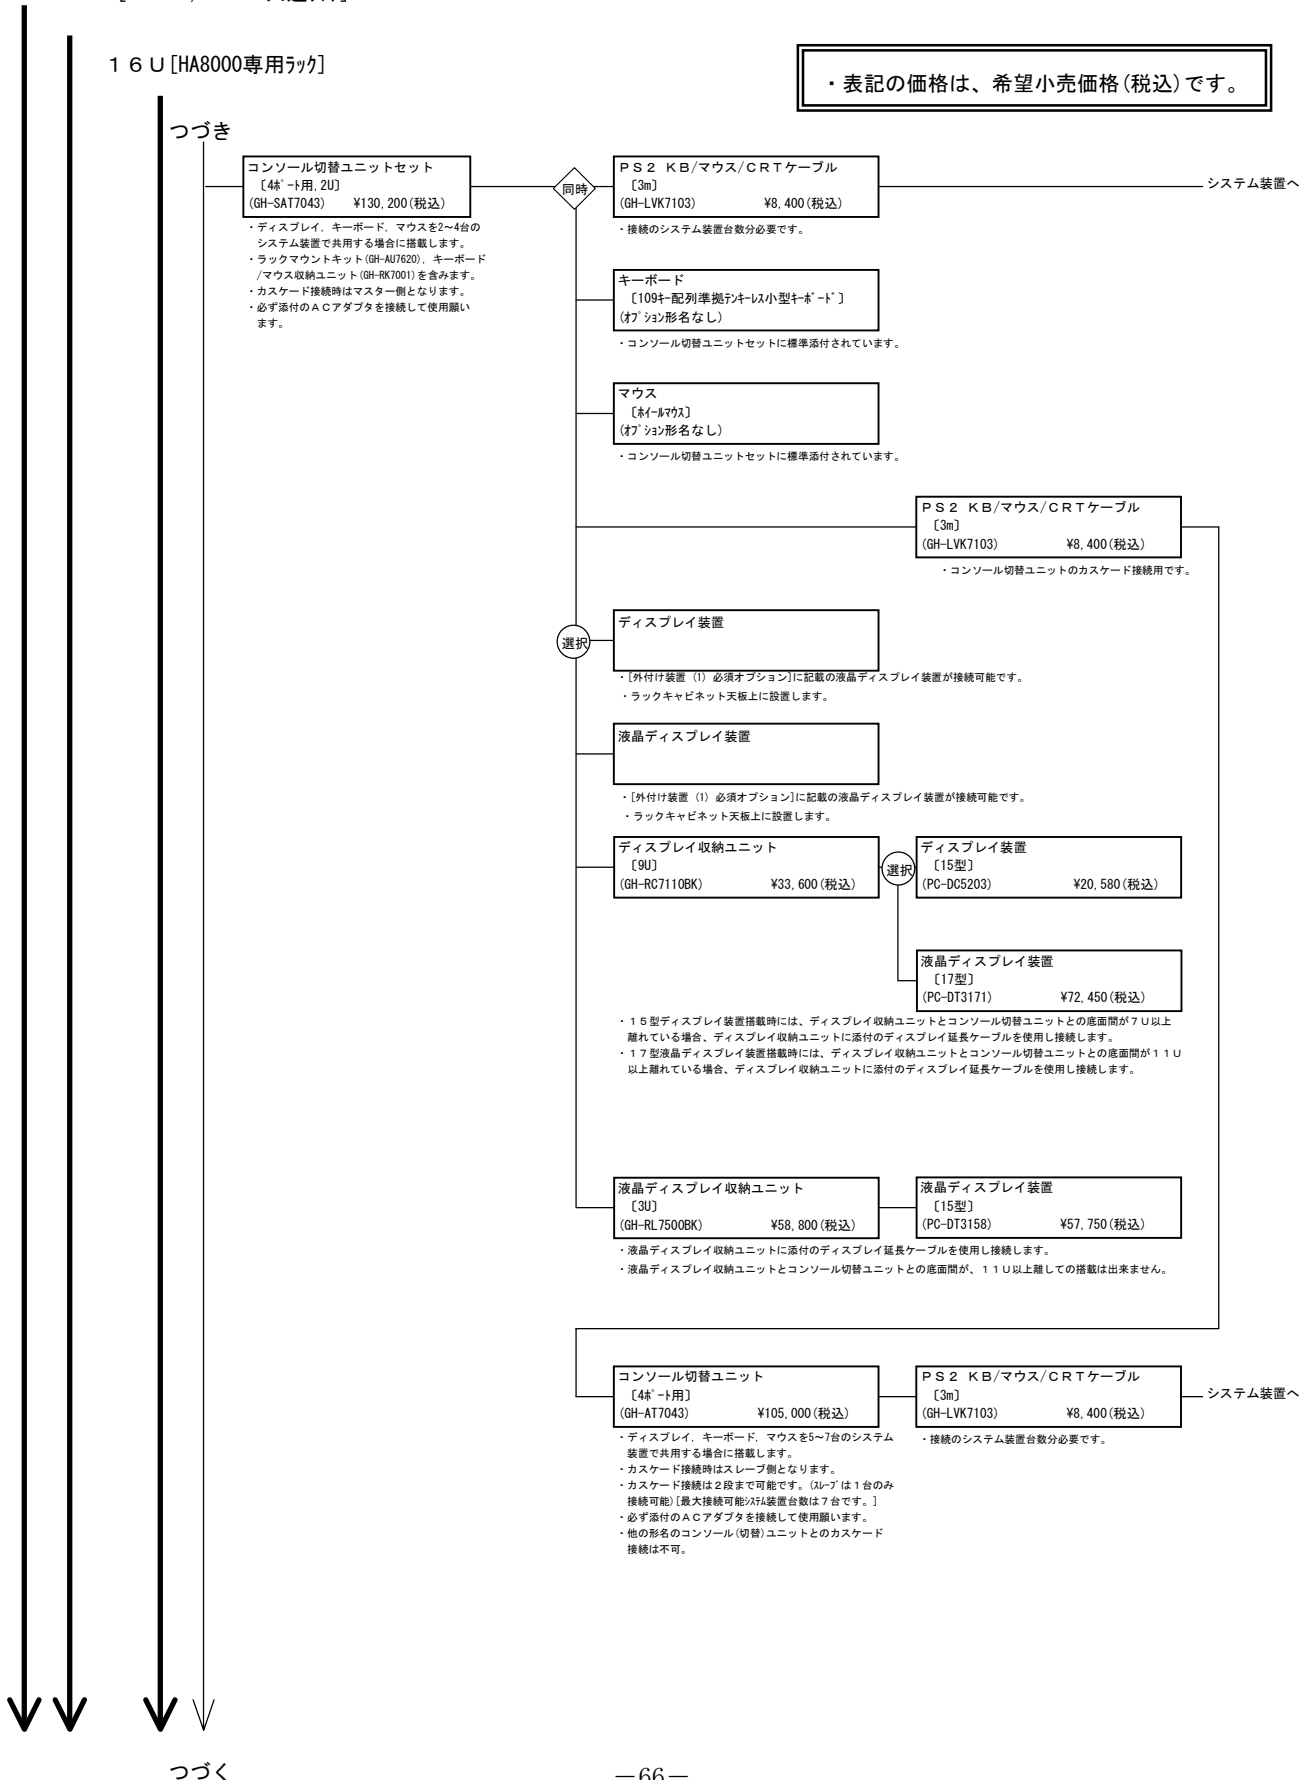 １６Ｕ[HA8000専用ﾗｯｸ]
・表記の価格は、希望小売価格(税込)です。
つづき
コンソール切替ユニットセット
〔4ﾎﾟｰﾄ用,2U〕
(GH-SAT7043) ¥130,200(税込)
・ディスプレイ, キーボード, マウスを2～4台の
システム装置で共用する場合に搭載します。
・ラックマウントキット(GH-AU7620), キーボード
/マウス収納ユニット(GH-RK7001)を含みます。
・カスケード接続時はマスター側となります。
・必ず添付のＡＣアダプタを接続して使用願い
ます。
同時
ＰＳ２ ＫＢ/マウス/ＣＲＴケーブル
〔3m〕
(GH-LVK7103) ¥8,400(税込)
・接続のシステム装置台数分必要です。
システム装置へ
キーボード
〔109ｷｰ配列準拠ﾃﾝｷｰﾚｽ小型ｷｰﾎﾞｰﾄﾞ〕
(ｵﾌﾟｼｮﾝ形名なし)
・コンソール切替ユニットセットに標準添付されています。
マウス
〔ﾎｲｰﾙﾏｳｽ〕
(ｵﾌﾟｼｮﾝ形名なし)
・コンソール切替ユニットセットに標準添付されています。
ＰＳ２ ＫＢ/マウス/ＣＲＴケーブル
〔3m〕
(GH-LVK7103) ¥8,400(税込)
・コンソール切替ユニットのカスケード接続用です。
選択
ディスプレイ装置
・[外付け装置（1）必須オプション]に記載の液晶ディスプレイ装置が接続可能です。
・ラックキャビネット天板上に設置します。
液晶ディスプレイ装置
・[外付け装置（1）必須オプション]に記載の液晶ディスプレイ装置が接続可能です。
・ラックキャビネット天板上に設置します。
ディスプレイ収納ユニット
〔9U〕
(GH-RC7110BK) ¥33,600(税込)
選択
ディスプレイ装置
〔15型〕
(PC-DC5203) ¥20,580(税込)
液晶ディスプレイ装置
〔17型〕
(PC-DT3171) ¥72,450(税込)
・１５型ディスプレイ装置搭載時には、ディスプレイ収納ユニットとコンソール切替ユニットとの底面間が７Ｕ以上
離れている場合、ディスプレイ収納ユニットに添付のディスプレイ延長ケーブルを使用し接続します。
・１７型液晶ディスプレイ装置搭載時には、ディスプレイ収納ユニットとコンソール切替ユニットとの底面間が１１Ｕ
以上離れている場合、ディスプレイ収納ユニットに添付のディスプレイ延長ケーブルを使用し接続します。
液晶ディスプレイ収納ユニット
〔3U〕
(GH-RL7500BK) ¥58,800(税込)
液晶ディスプレイ装置
〔15型〕
(PC-DT3158) ¥57,750(税込)
・液晶ディスプレイ収納ユニットに添付のディスプレイ延長ケーブルを使用し接続します。
・液晶ディスプレイ収納ユニットとコンソール切替ユニットとの底面間が、１１Ｕ以上離しての搭載は出来ません。
コンソール切替ユニット
〔4ﾎﾟｰﾄ用〕
(GH-AT7043) ¥105,000(税込)
・ディスプレイ, キーボード, マウスを5～7台のシステム
装置で共用する場合に搭載します。
・カスケード接続時はスレーブ側となります。
・カスケード接続は２段まで可能です。(ｽﾚｰﾌﾞは１台のみ
接続可能)[最大接続可能ｼｽﾃﾑ装置台数は７台です。]
・必ず添付のＡＣアダプタを接続して使用願います。
・他の形名のコンソール(切替)ユニットとのカスケード
接続は不可。
ＰＳ２ ＫＢ/マウス/ＣＲＴケーブル
〔3m〕
(GH-LVK7103) ¥8,400(税込)
・接続のシステム装置台数分必要です。
システム装置へ
つづく
－66－